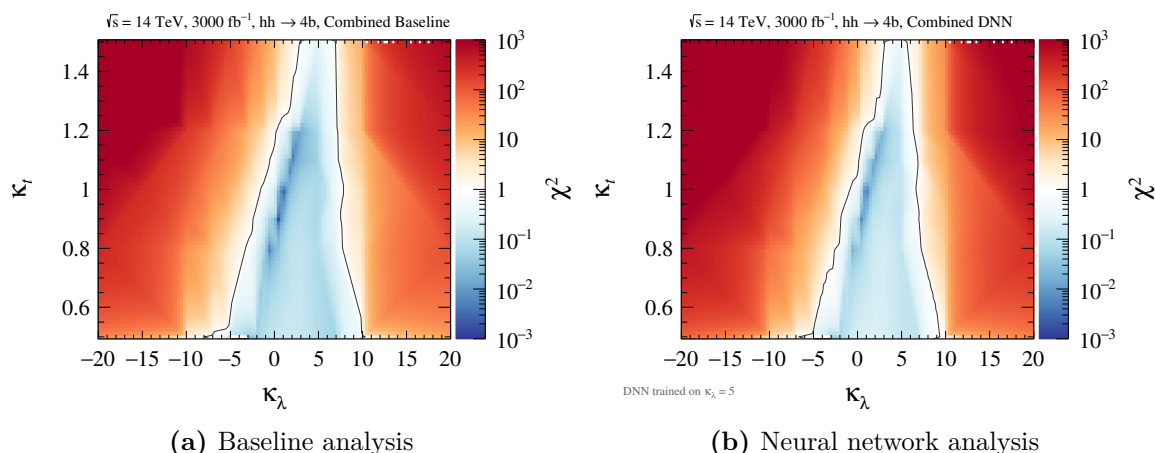 √s = 14 TeV, 3000 fb⁻¹, hh → 4b, Combined Baseline
1.4
1.2
1
0.8
0.6
κₜ
−20 −15 −10 −5 0 5 10 15 20
κ_λ
10³
10²
10
1
10⁻¹
10⁻²
10⁻³
χ²
(a) Baseline analysis
√s = 14 TeV, 3000 fb⁻¹, hh → 4b, Combined DNN
1.4
1.2
1
0.8
0.6
κₜ
−20 −15 −10 −5 0 5 10 15 20
κ_λ
10³
10²
10
1
10⁻¹
10⁻²
10⁻³
χ²
DNN trained on κ_λ = 5
(b) Neural network analysis